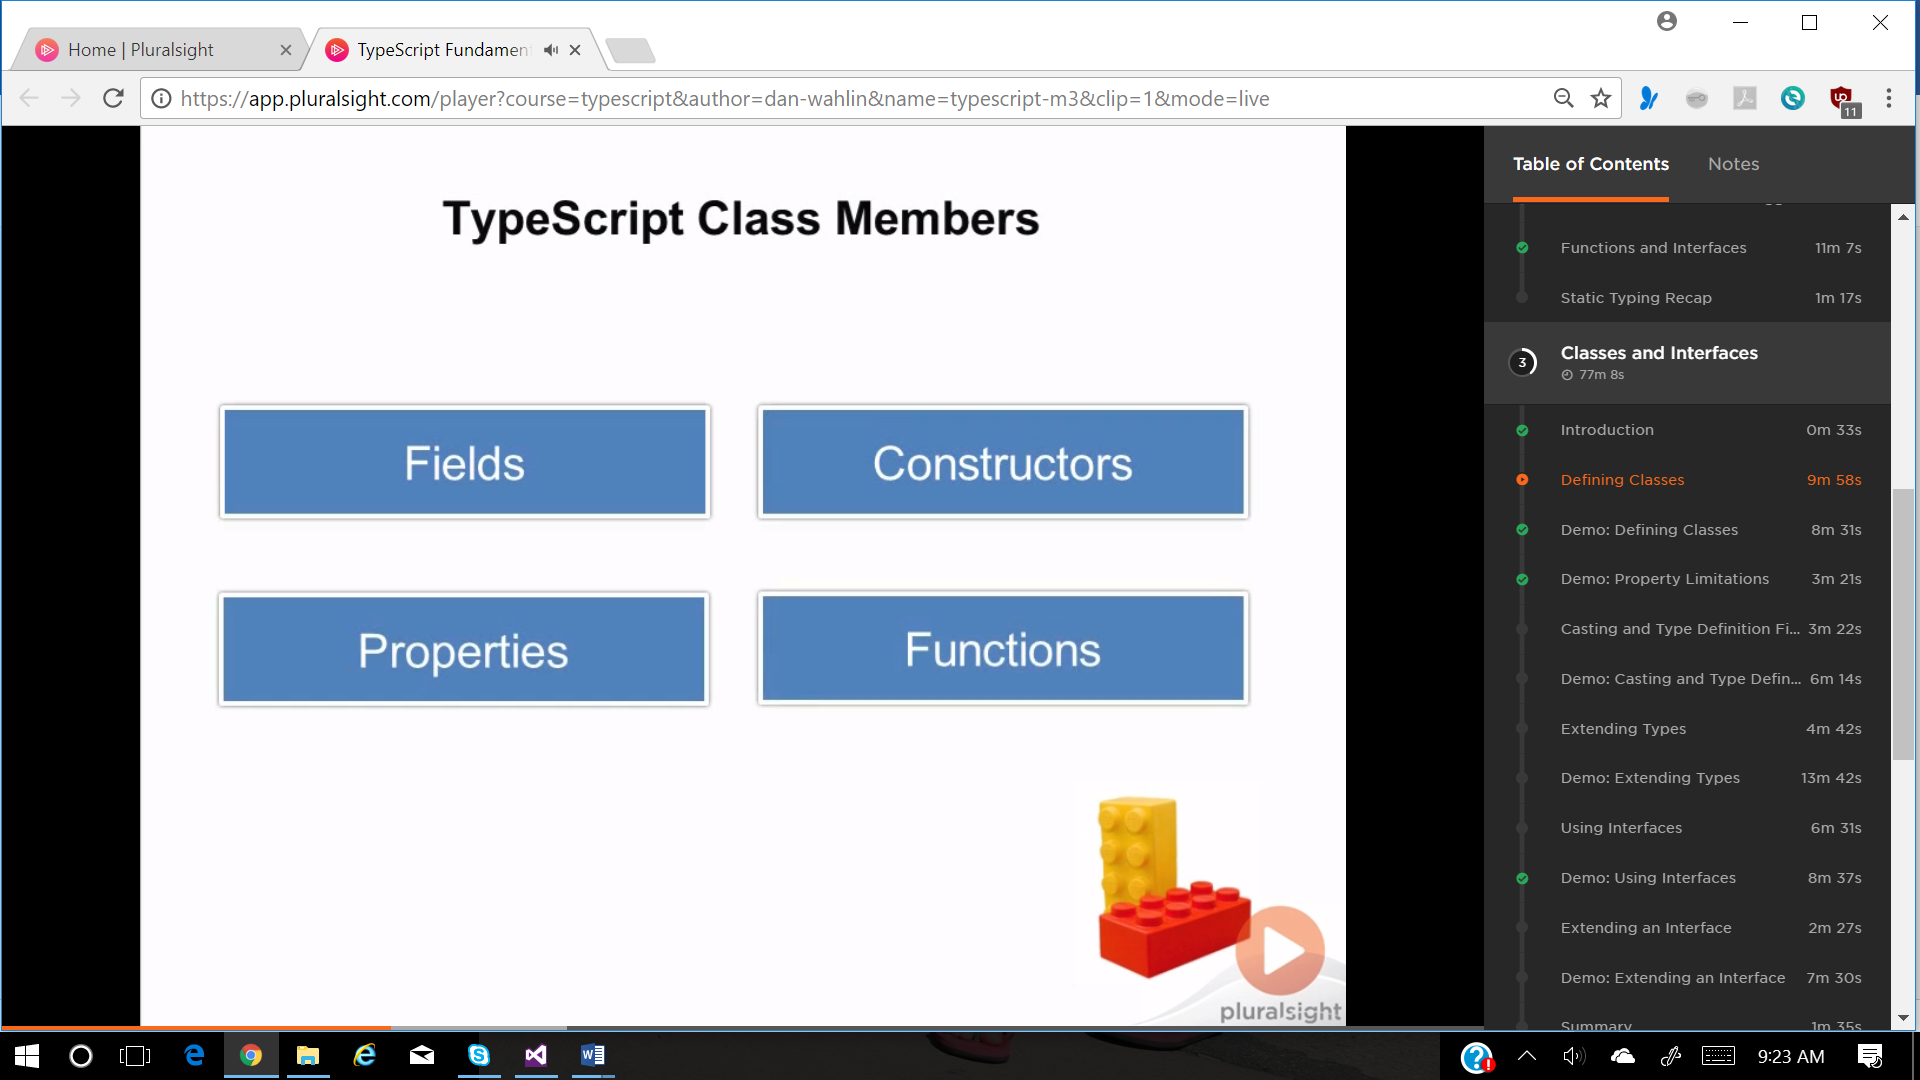 Home | Pluralsight
TypeScript Fundamen
https://app.pluralsight.com/player?course=typescript&author=dan-wahlin&name=typescript-m3&clip=1&mode=live
11
TypeScript Class Members
Fields
Constructors
Properties
Functions
pluralsight
Table of Contents
Notes
Functions and Interfaces 11m 7s
Static Typing Recap 1m 17s
3
Classes and Interfaces
77m 8s
Introduction 0m 33s
Defining Classes 9m 58s
Demo: Defining Classes 8m 31s
Demo: Property Limitations 3m 21s
Casting and Type Definition Fi... 3m 22s
Demo: Casting and Type Defin... 6m 14s
Extending Types 4m 42s
Demo: Extending Types 13m 42s
Using Interfaces 6m 31s
Demo: Using Interfaces 8m 37s
Extending an Interface 2m 27s
Demo: Extending an Interface 7m 30s
Summary 1m 35s
9:23 AM